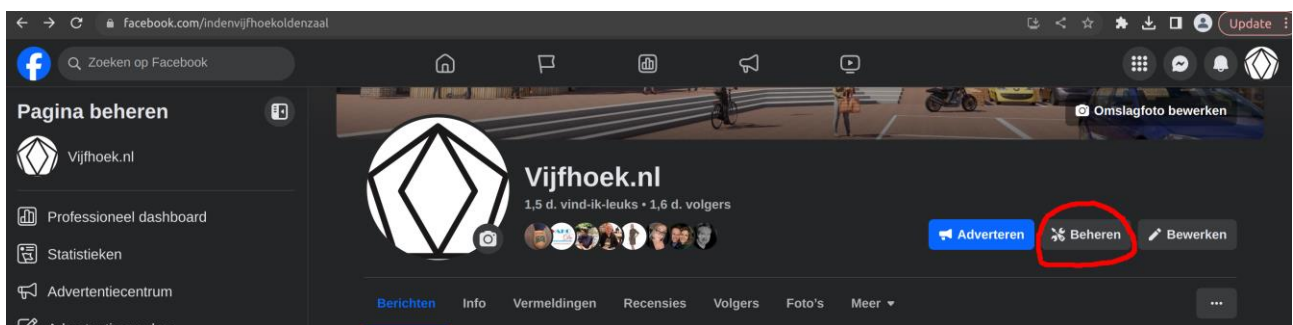 facebook.com/indenvijfhoekoldenzaal
Update
Zoeken op Facebook
Pagina beheren
Vijfhoek.nl
Professioneel dashboard
Statistieken
Advertentiecentrum
Omslagfoto bewerken
Vijfhoek.nl
1,5 d. vind-ik-leuks • 1,6 d. volgers
Adverteren Beheren Bewerken
Berichten Info Vermeldingen Recensies Volgers Foto's Meer